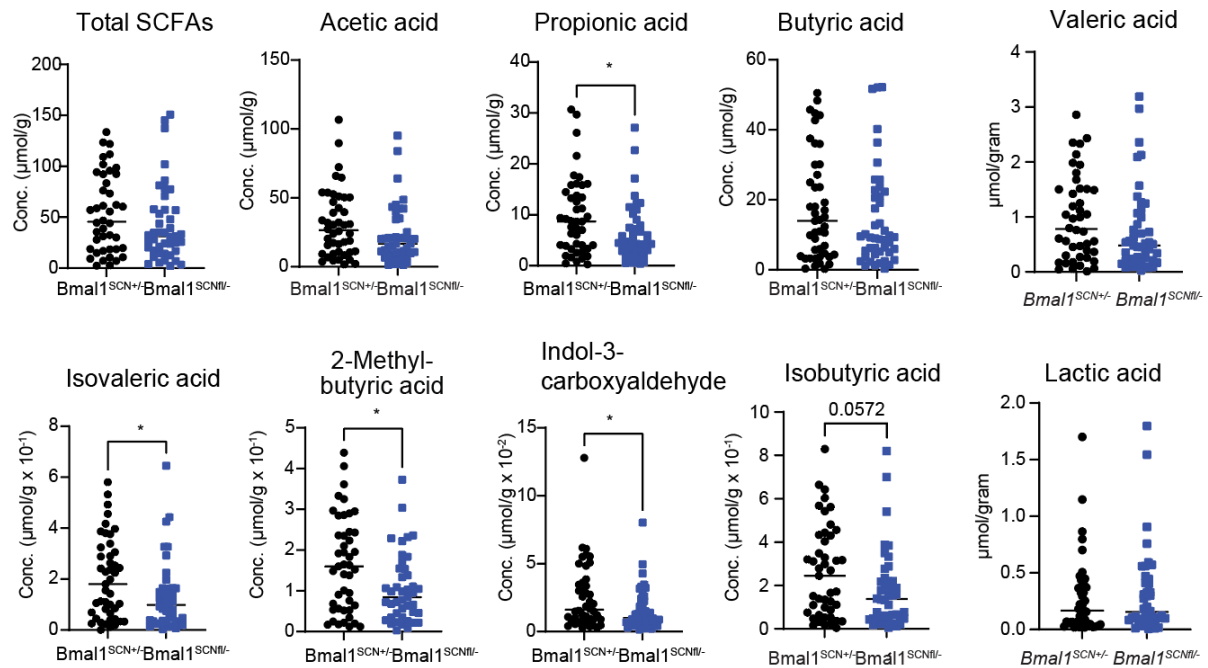 Total SCFAs
Conc. (μmol/g)
200
150
100
50
0
Bmal1SCN+/- Bmal1SCNfl/-
Acetic acid
Conc. (μmol/g)
150
100
50
0
Bmal1SCN+/- Bmal1SCNfl/-
Propionic acid
*
Conc. (μmol/g)
40
30
20
10
0
Bmal1SCN+/- Bmal1SCNfl/-
Butyric acid
Conc. (μmol/g)
60
40
20
0
Bmal1SCN+/- Bmal1SCNfl/-
Valeric acid
μmol/gram
4
3
2
1
0
Bmal1SCN+/- Bmal1SCNfl/-
Isovaleric acid
*
Conc. (μmol/g x 10-1)
8
6
4
2
0
Bmal1SCN+/- Bmal1SCNfl/-
2-Methyl-
butyric acid
*
Conc. (μmol/g x 10-1)
5
4
3
2
1
0
Bmal1SCN+/- Bmal1SCNfl/-
Indol-3-
carboxyaldehyde
*
Conc. (μmol/g x 10-2)
15
10
5
0
Bmal1SCN+/- Bmal1SCNfl/-
Isobutyric acid
0.0572
Conc. (μmol/g x 10-1)
10
8
6
4
2
0
Bmal1SCN+/- Bmal1SCNfl/-
Lactic acid
μmol/gram
2.0
1.5
1.0
0.5
0.0
Bmal1SCN+/- Bmal1SCNfl/-